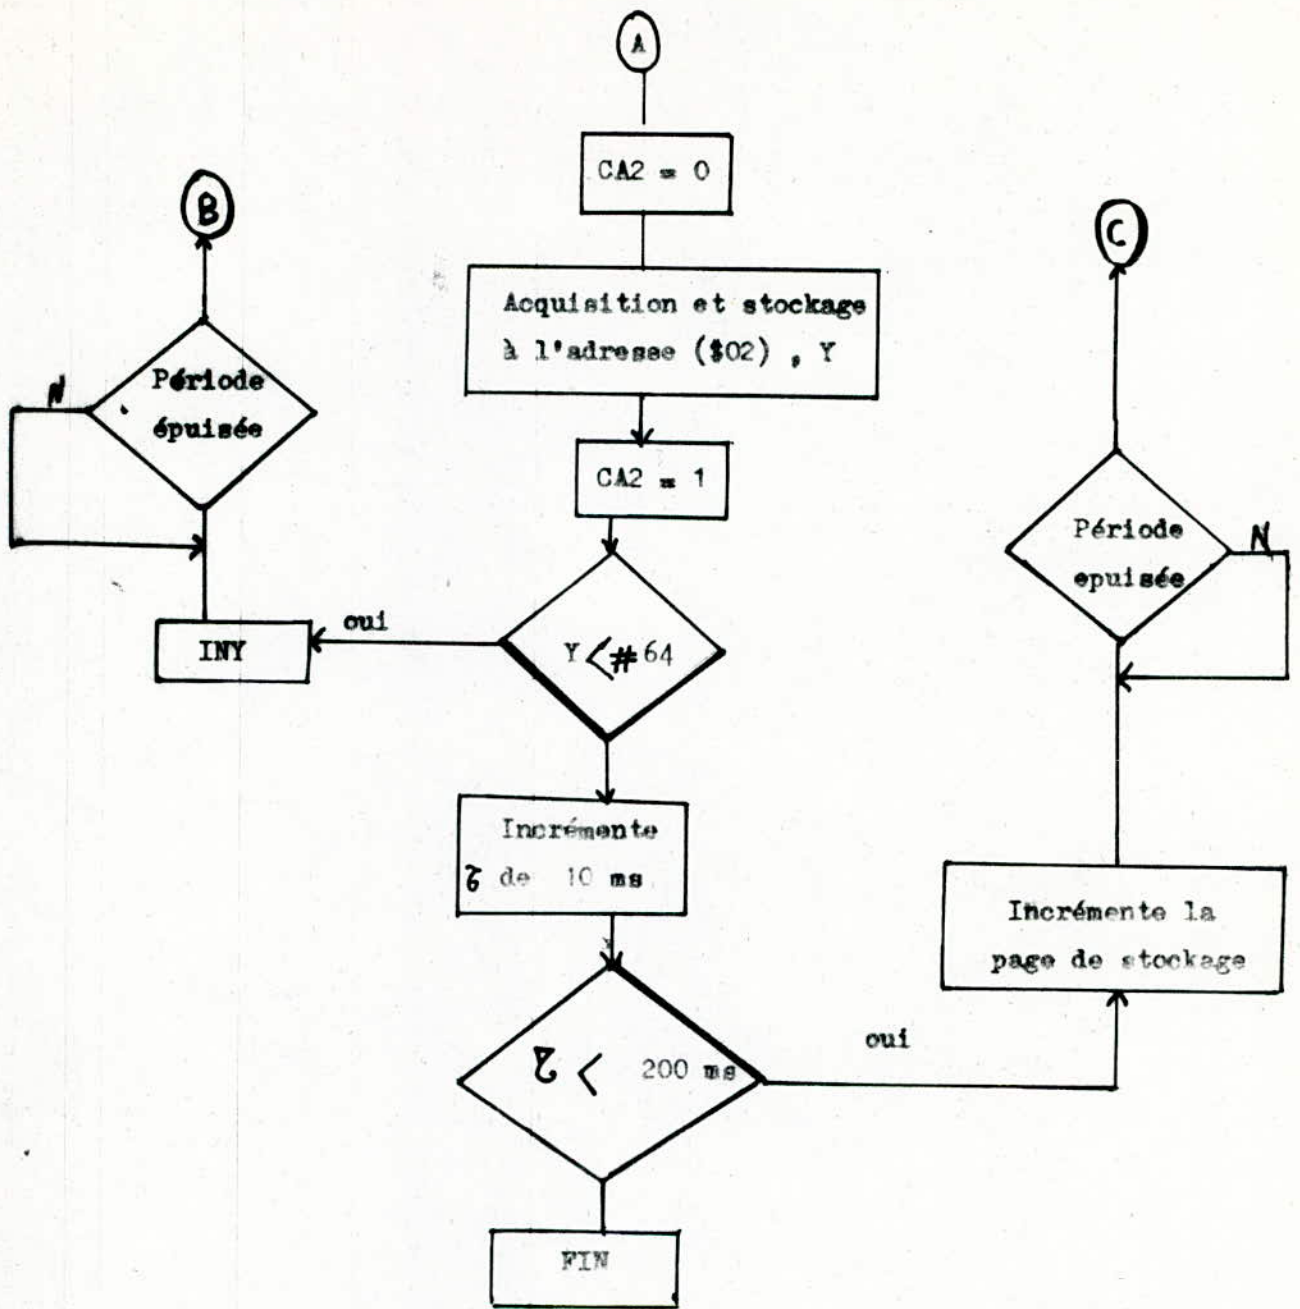 A
CA2 = 0
Acquisition et stockage
à l'adresse ($02) , Y
CA2 = 1
Y < # 64
oui
INY
Période
épuisée
N
B
Incrémente
τ de 10 ms
τ < 200 ms
oui
Incrémente la
page de stockage
Période
epuisée
N
C
FIN